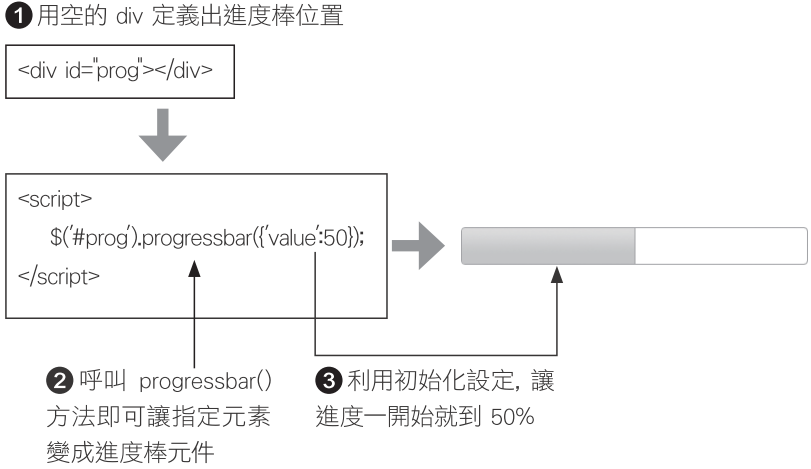 ❶ 用空的 div 定義出進度棒位置
<div id="prog"></div>
<script>
$('#prog').progressbar({'value':50});
</script>
❷ 呼叫 progressbar()
方法即可讓指定元素
變成進度棒元件
❸ 利用初始化設定, 讓
進度一開始就到 50%